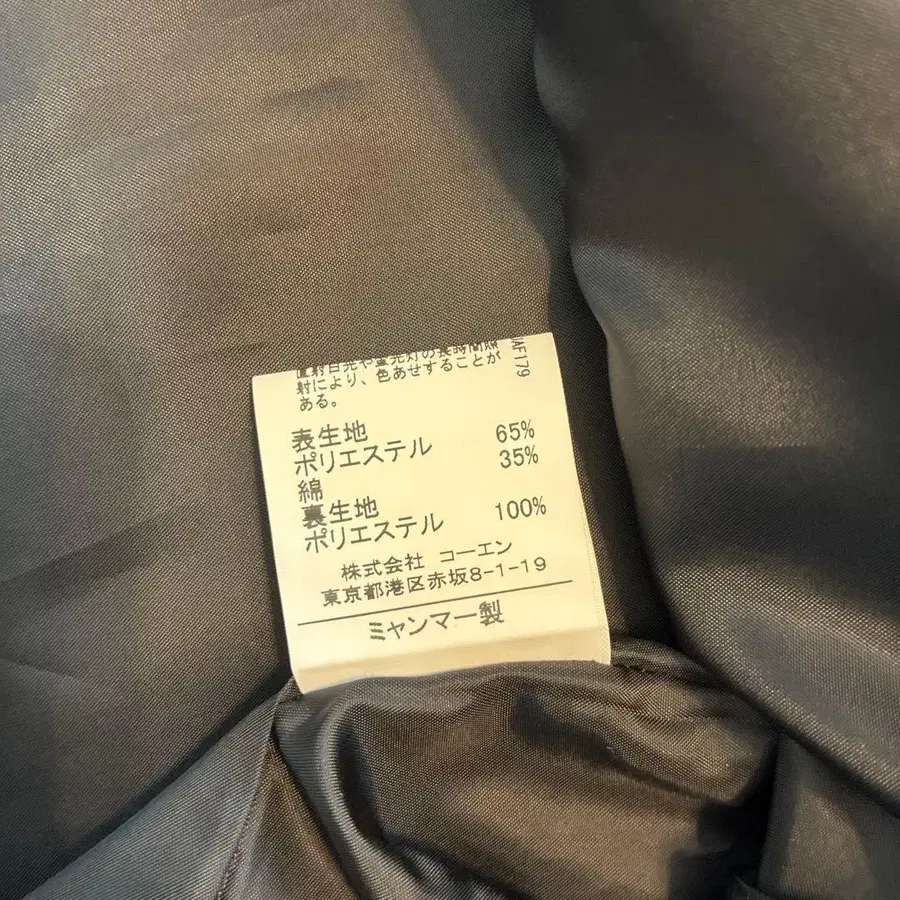 直射日光や蛍光灯の長時間照
射により、色あせすることが
ある。
AF179
表生地
ポリエステル 65%
綿 35%
裏生地
ポリエステル 100%
株式会社 コーエン
東京都港区赤坂8-1-19
ミャンマー製